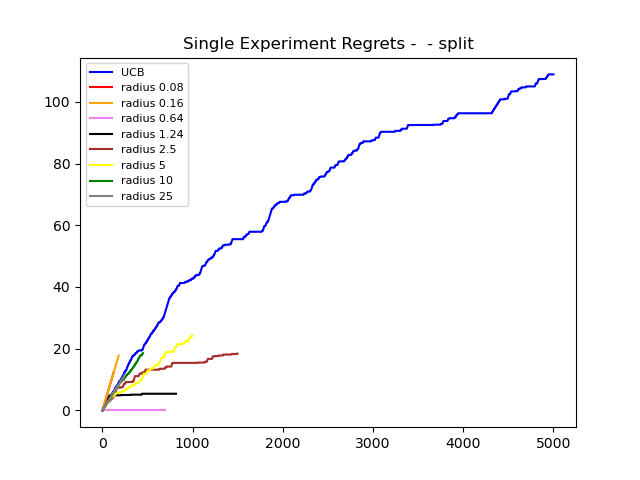 Single Experiment Regrets -  - split
UCB
radius 0.08
radius 0.16
radius 0.64
radius 1.24
radius 2.5
radius 5
radius 10
radius 25
100
80
60
40
20
0
0 1000 2000 3000 4000 5000